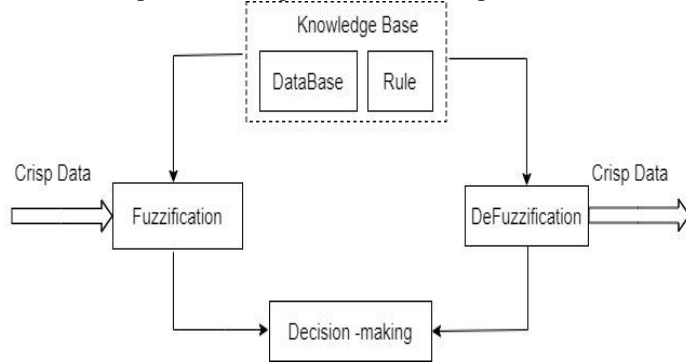 Knowledge Base
DataBase
Rule
Crisp Data
Crisp Data
Fuzzification
DeFuzzification
Decision -making